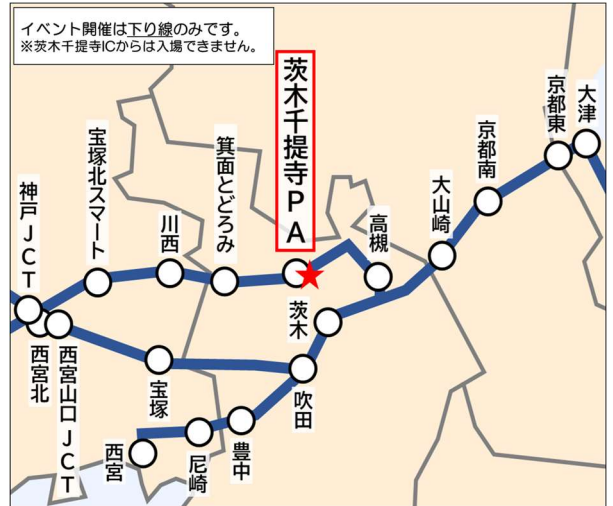 イベント開催は下り線のみです。
※茨木千提寺ICからは入場できません。
茨木千提寺PA
大津
京都東
京都南
大山崎
高槻
箕面とどろみ
川西
宝塚北スマート
神戸JCT
茨木
吹田
宝塚
西宮山口JCT
西宮北
豊中
尼崎
西宮